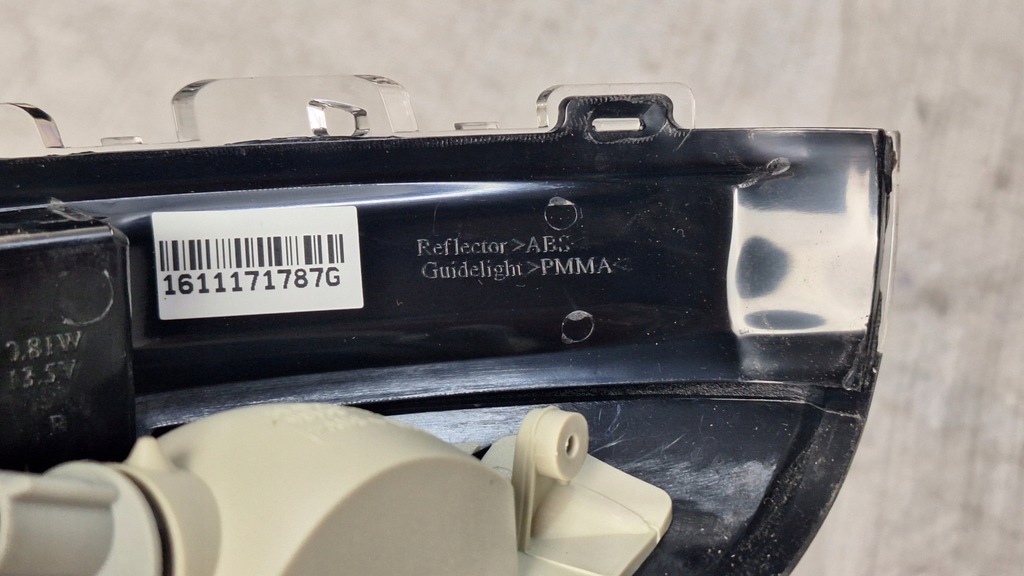 1611171787G
Reflector >ABS<
Guidelight >PMMA<
0.81W
13.5V
R